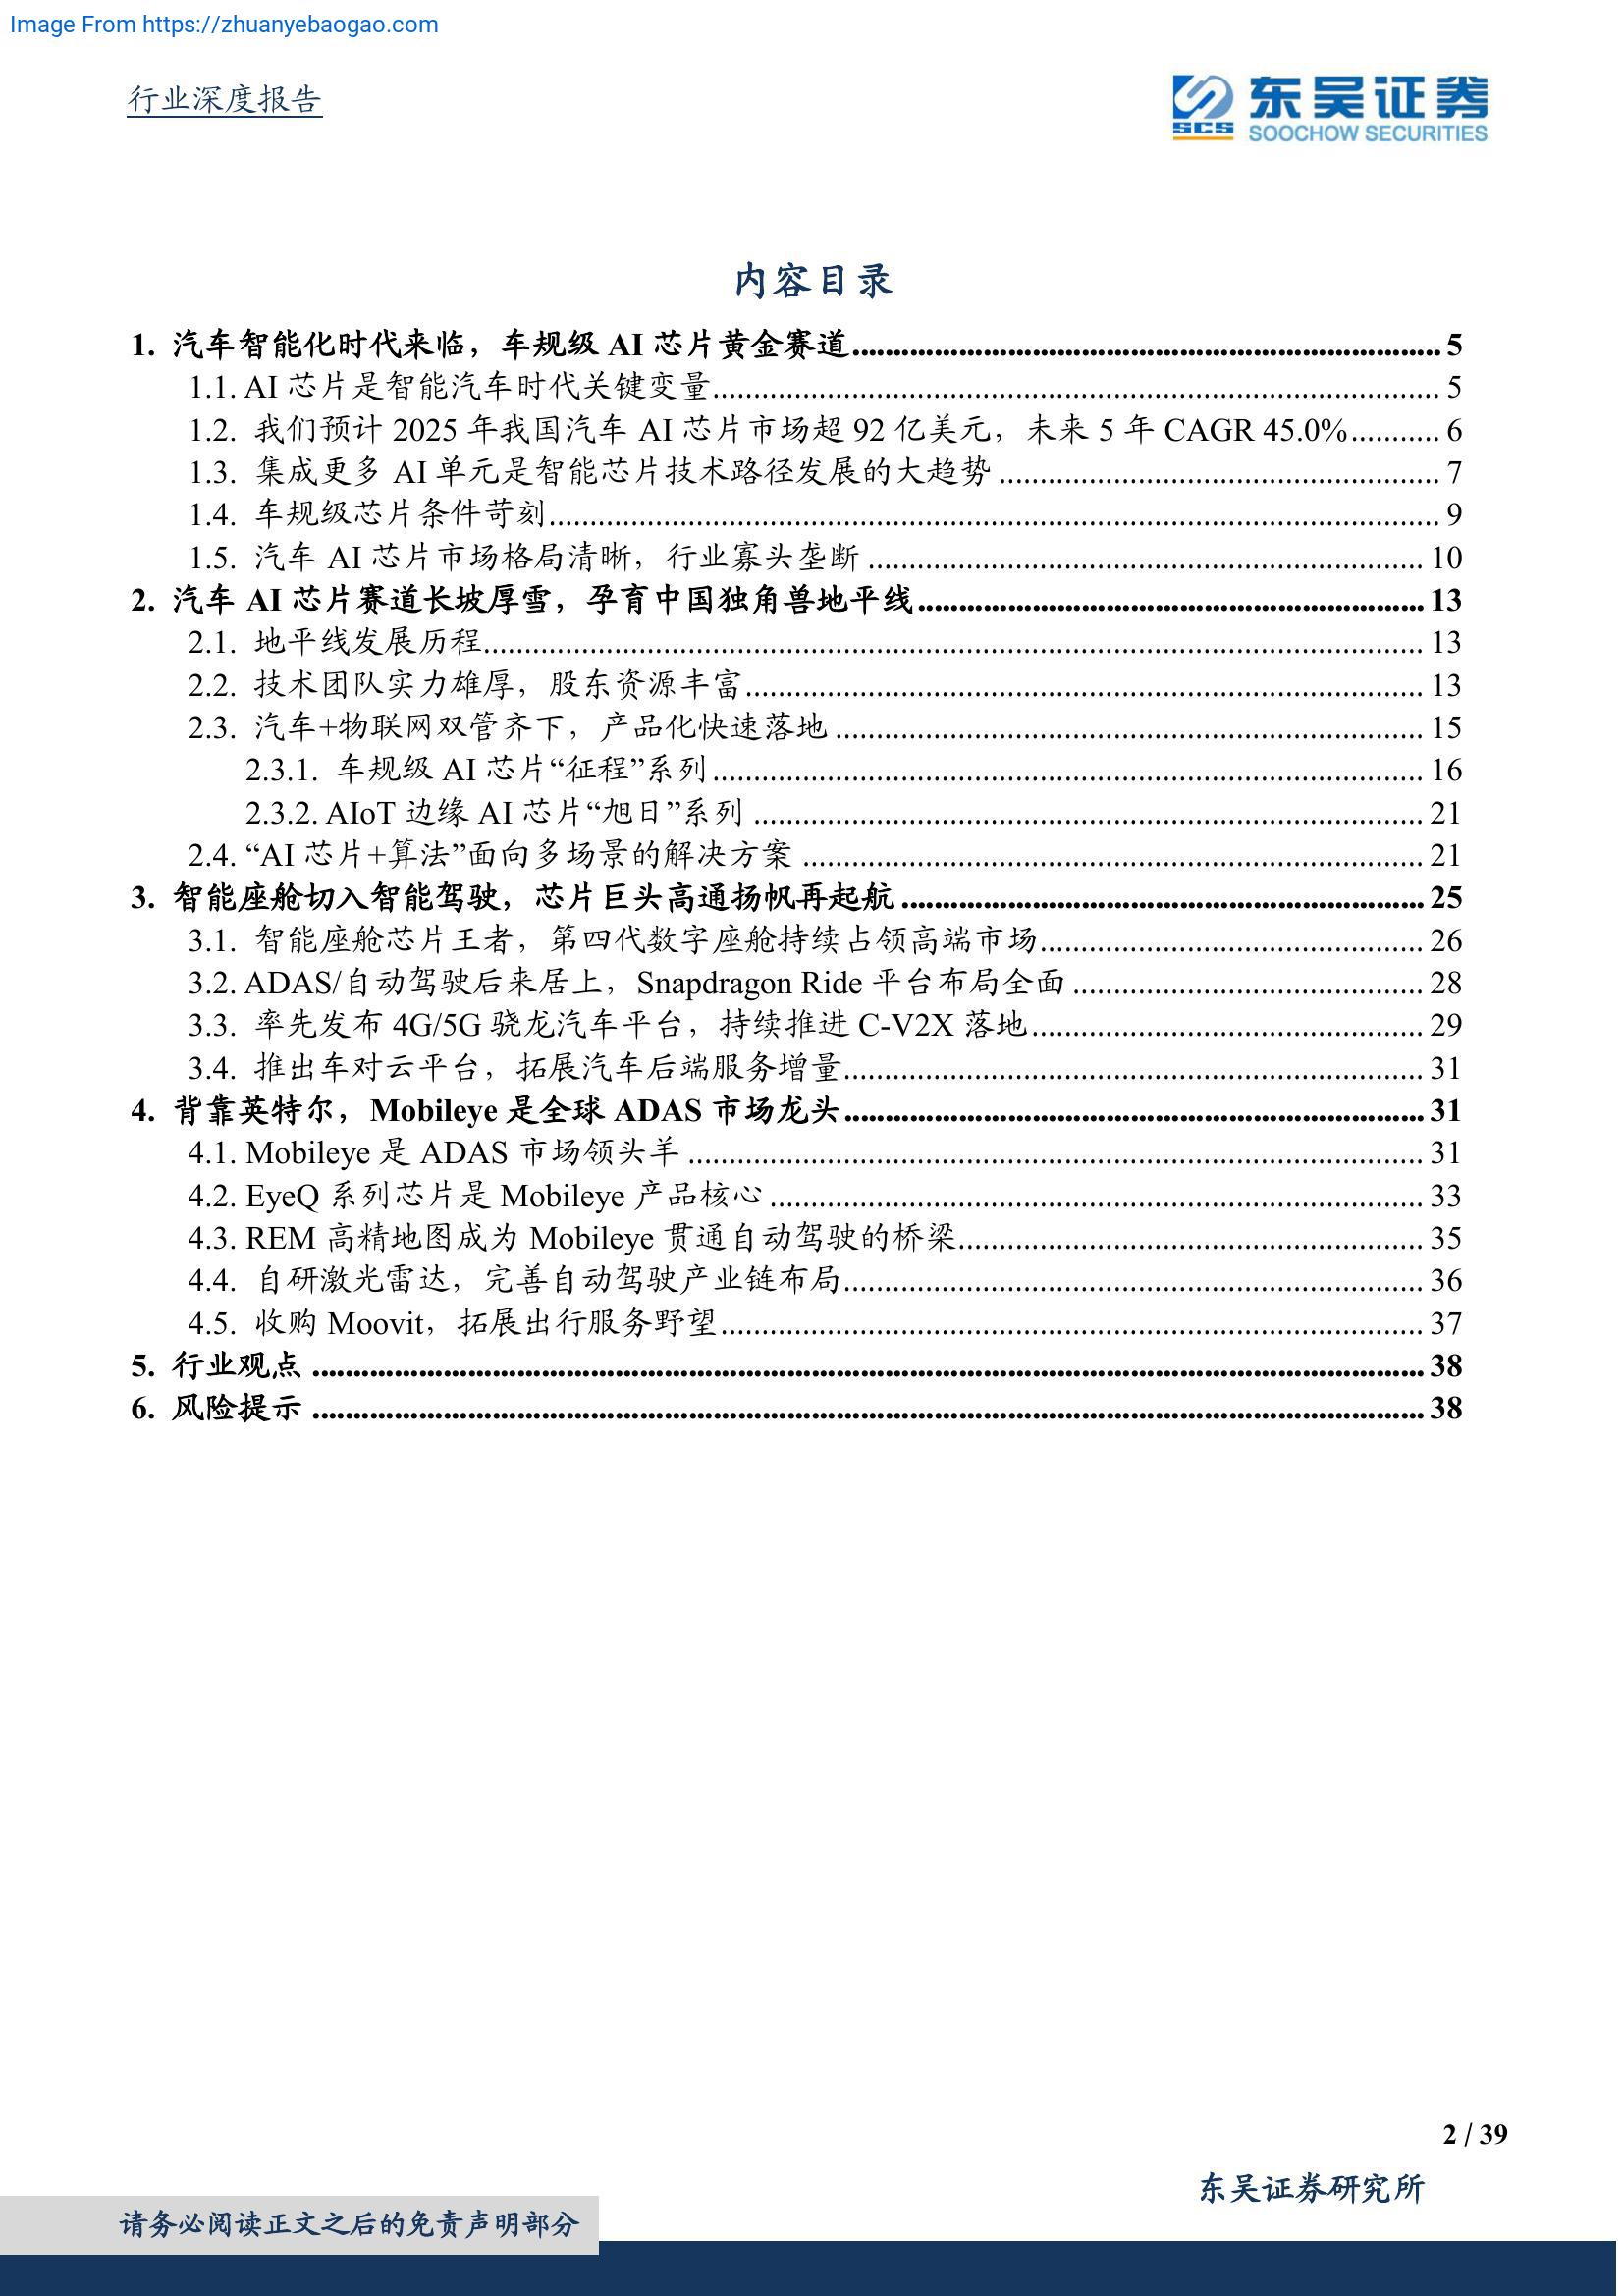 Image From https://zhuanyebaogao.com
行业深度报告
SCS 东吴证券
SOOCHOW SECURITIES
内容目录
1. 汽车智能化时代来临，车规级 AI 芯片黄金赛道 5
1.1. AI 芯片是智能汽车时代关键变量 5
1.2. 我们预计 2025 年我国汽车 AI 芯片市场超 92 亿美元，未来 5 年 CAGR 45.0% 6
1.3. 集成更多 AI 单元是智能芯片技术路径发展的大趋势 7
1.4. 车规级芯片条件苛刻 9
1.5. 汽车 AI 芯片市场格局清晰，行业寡头垄断 10
2. 汽车 AI 芯片赛道长坡厚雪，孕育中国独角兽地平线 13
2.1. 地平线发展历程 13
2.2. 技术团队实力雄厚，股东资源丰富 13
2.3. 汽车+物联网双管齐下，产品化快速落地 15
2.3.1. 车规级 AI 芯片“征程”系列 16
2.3.2. AIoT 边缘 AI 芯片“旭日”系列 21
2.4. “AI 芯片+算法”面向多场景的解决方案 21
3. 智能座舱切入智能驾驶，芯片巨头高通扬帆再起航 25
3.1. 智能座舱芯片王者，第四代数字座舱持续占领高端市场 26
3.2. ADAS/自动驾驶后来居上，Snapdragon Ride 平台布局全面 28
3.3. 率先发布 4G/5G 骁龙汽车平台，持续推进 C-V2X 落地 29
3.4. 推出车对云平台，拓展汽车后端服务增量 31
4. 背靠英特尔，Mobileye 是全球 ADAS 市场龙头 31
4.1. Mobileye 是 ADAS 市场领头羊 31
4.2. EyeQ 系列芯片是 Mobileye 产品核心 33
4.3. REM 高精地图成为 Mobileye 贯通自动驾驶的桥梁 35
4.4. 自研激光雷达，完善自动驾驶产业链布局 36
4.5. 收购 Moovit，拓展出行服务野望 37
5. 行业观点 38
6. 风险提示 38
2 / 39
东吴证券研究所
请务必阅读正文之后的免责声明部分